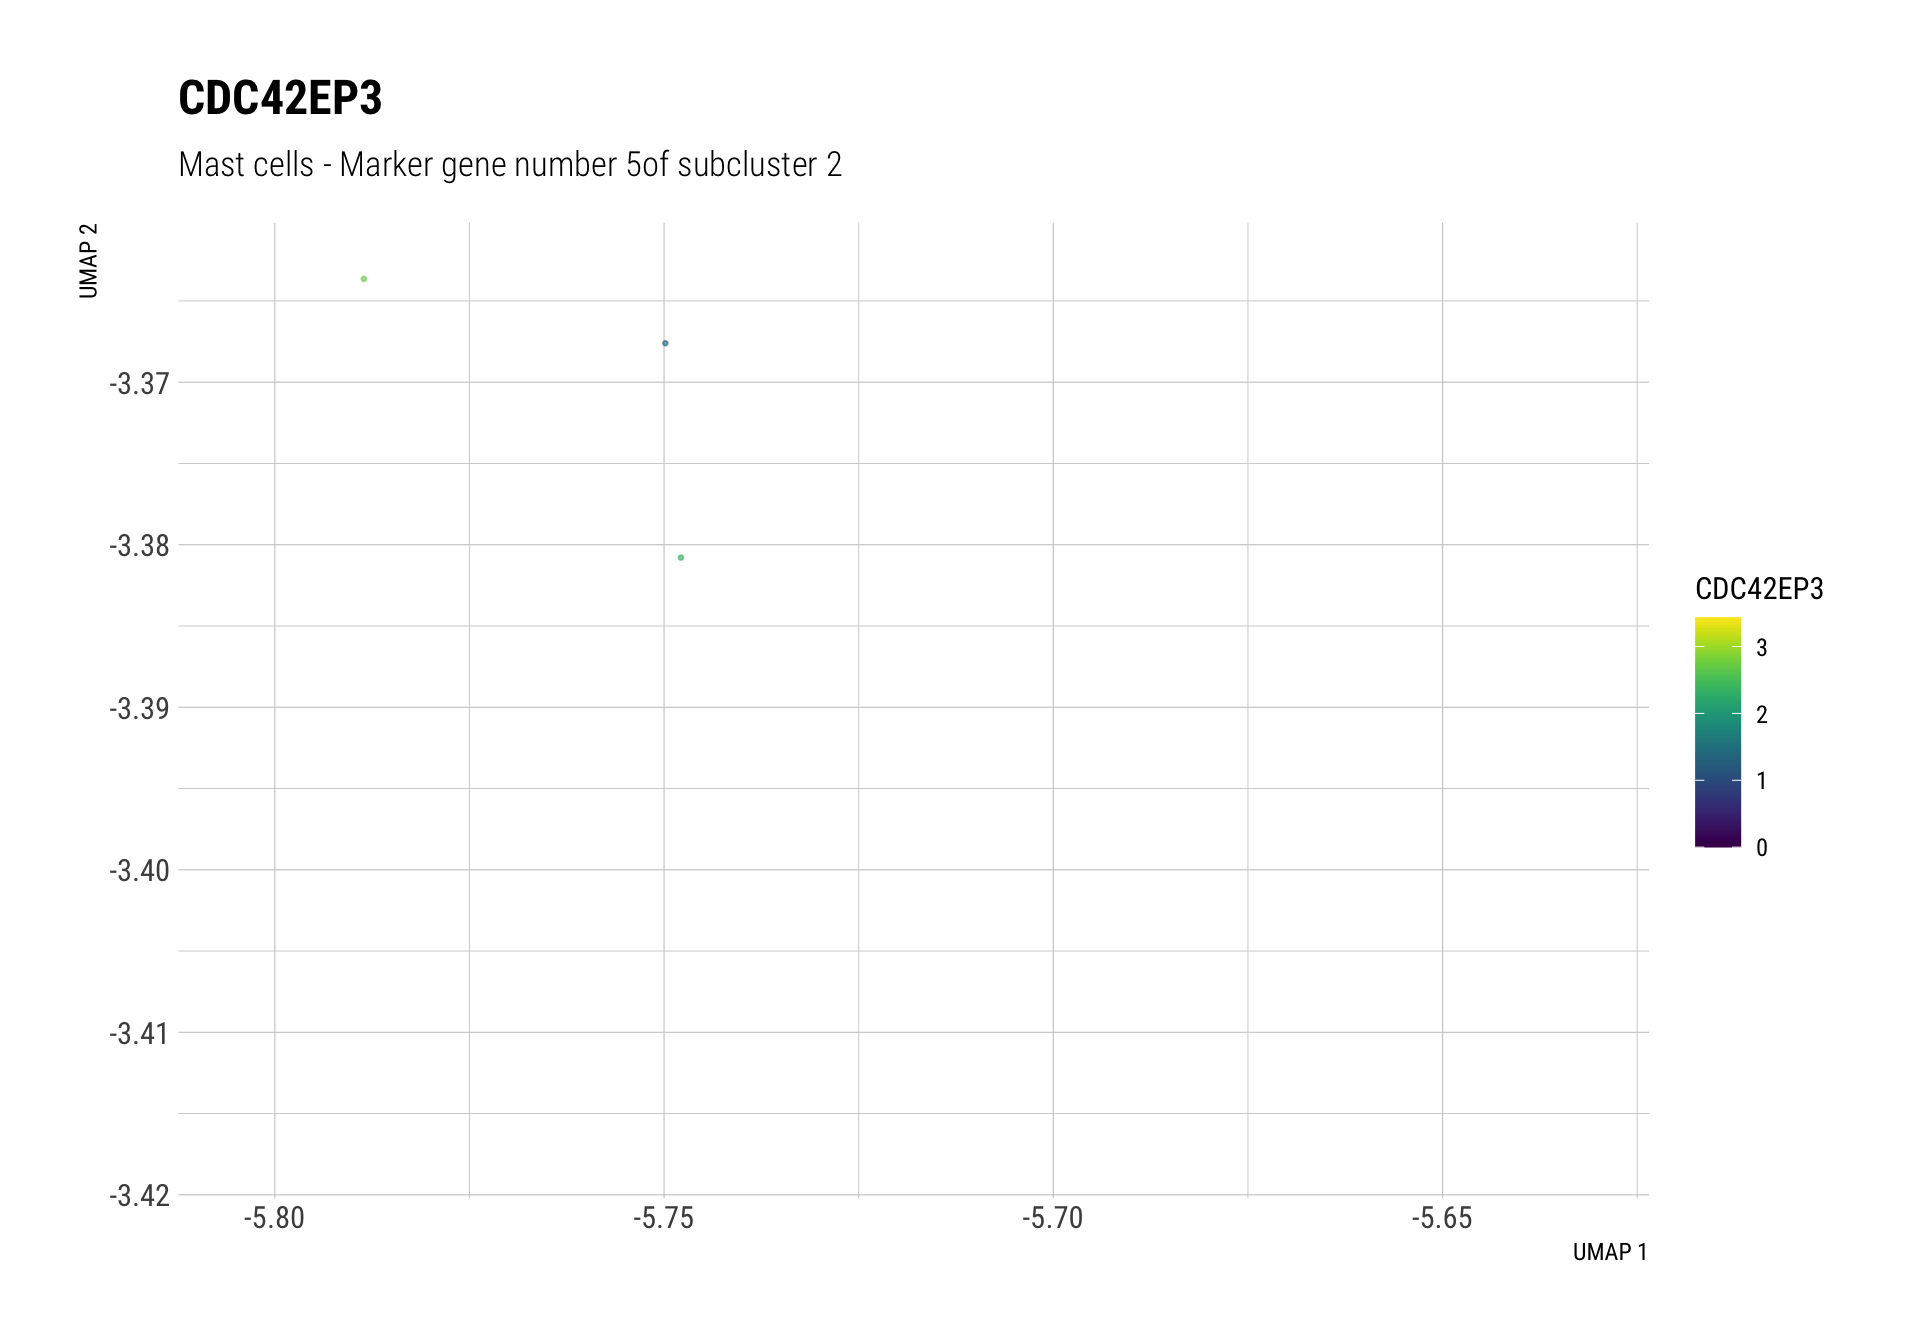 CDC42EP3
Mast cells - Marker gene number 5of subcluster 2
UMAP 2
-3.37
-3.38
-3.39
-3.40
-3.41
-3.42
-5.80
-5.75
-5.70
-5.65
UMAP 1
CDC42EP3
3
2
1
0